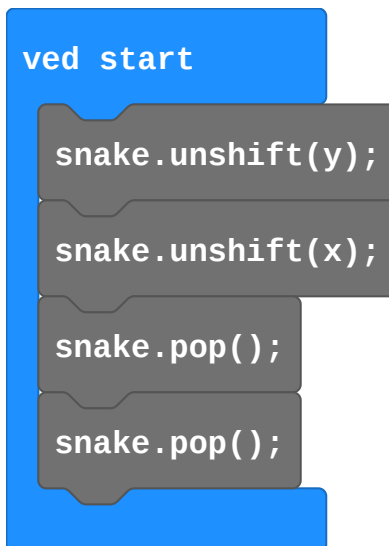 ved start
snake.unshift(y);
snake.unshift(x);
snake.pop();
snake.pop();